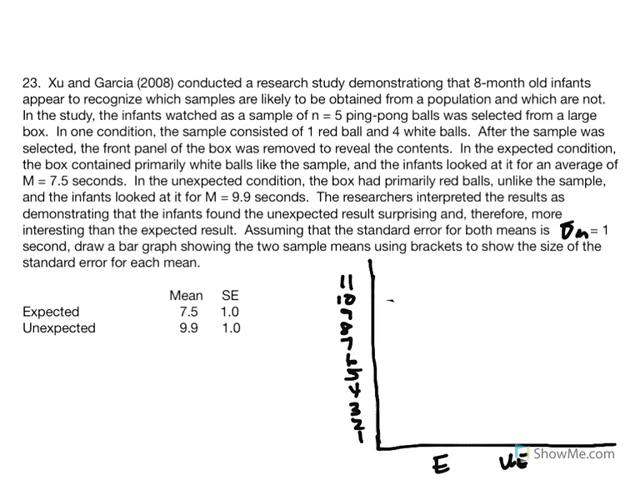 23. Xu and Garcia (2008) conducted a research study demonstrationg that 8-month old infants
appear to recognize which samples are likely to be obtained from a population and which are not.
In the study, the infants watched as a sample of n = 5 ping-pong balls was selected from a large
box. In one condition, the sample consisted of 1 red ball and 4 white balls. After the sample was
selected, the front panel of the box was removed to reveal the contents. In the expected condition,
the box contained primarily white balls like the sample, and the infants looked at it for an average of
M = 7.5 seconds. In the unexpected condition, the box had primarily red balls, unlike the sample,
and the infants looked at it for M = 9.9 seconds. The researchers interpreted the results as
demonstrating that the infants found the unexpected result surprising and, therefore, more
interesting than the expected result. Assuming that the standard error for both means is σm = 1
second, draw a bar graph showing the two sample means using brackets to show the size of the
standard error for each mean.
Mean SE
Expected 7.5 1.0
Unexpected 9.9 1.0
11
10
9
8
7
6
5
4
3
2
1
E UE
ShowMe.com